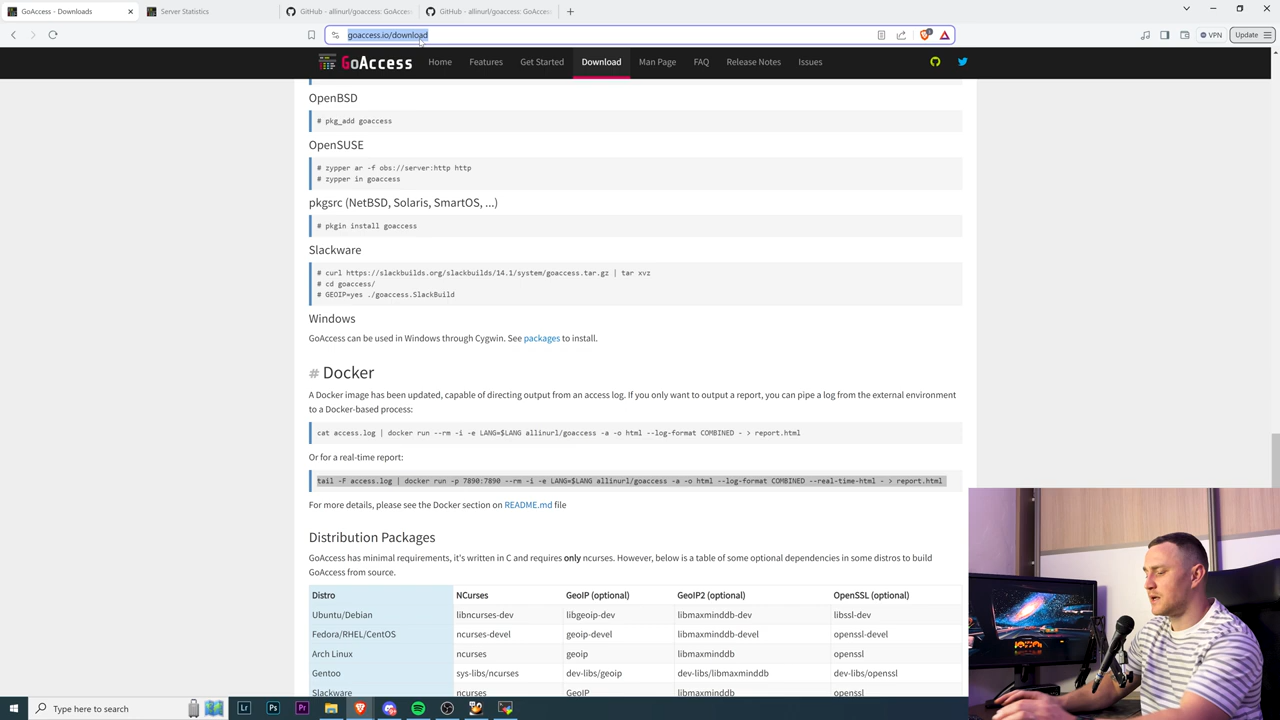 GoAccess - Downloads
Server Statistics
GitHub - allinurl/goaccess: GoAcces
GitHub - allinurl/goaccess: GoAcces
goaccess.io/download
VPN
Update
GoAccess
Home
Features
Get Started
Download
Man Page
FAQ
Release Notes
Issues
OpenBSD
# pkg_add goaccess
OpenSUSE
# zypper ar -f obs://server:http http
# zypper in goaccess
pkgsrc (NetBSD, Solaris, SmartOS, ...)
# pkgin install goaccess
Slackware
# curl https://slackbuilds.org/slackbuilds/14.1/system/goaccess.tar.gz | tar xvz
# cd goaccess/
# GEOIP=yes ./goaccess.SlackBuild
Windows
GoAccess can be used in Windows through Cygwin. See packages to install.
# Docker
A Docker image has been updated, capable of directing output from an access log. If you only want to output a report, you can pipe a log from the external environment
to a Docker-based process:
cat access.log | docker run --rm -i -e LANG=$LANG allinurl/goaccess -a -o html --log-format COMBINED - > report.html
Or for a real-time report:
tail -F access.log | docker run -p 7890:7890 --rm -i -e LANG=$LANG allinurl/goaccess -a -o html --log-format COMBINED --real-time-html - > report.html
For more details, please see the Docker section on README.md file
Distribution Packages
GoAccess has minimal requirements, it's written in C and requires only ncurses. However, below is a table of some optional dependencies in some distros to build
GoAccess from source.
Distro NCurses GeoIP (optional) GeoIP2 (optional) OpenSSL (optional)
Ubuntu/Debian libncurses-dev libgeoip-dev libmaxminddb-dev libssl-dev
Fedora/RHEL/CentOS ncurses-devel geoip-devel libmaxminddb-devel openssl-devel
Arch Linux ncurses geoip libmaxminddb openssl
Gentoo sys-libs/ncurses dev-libs/geoip dev-libs/libmaxminddb dev-libs/openssl
Slackware ncurses GeoIP libmaxminddb openssl
Type here to search
Lr
Ps
Pr